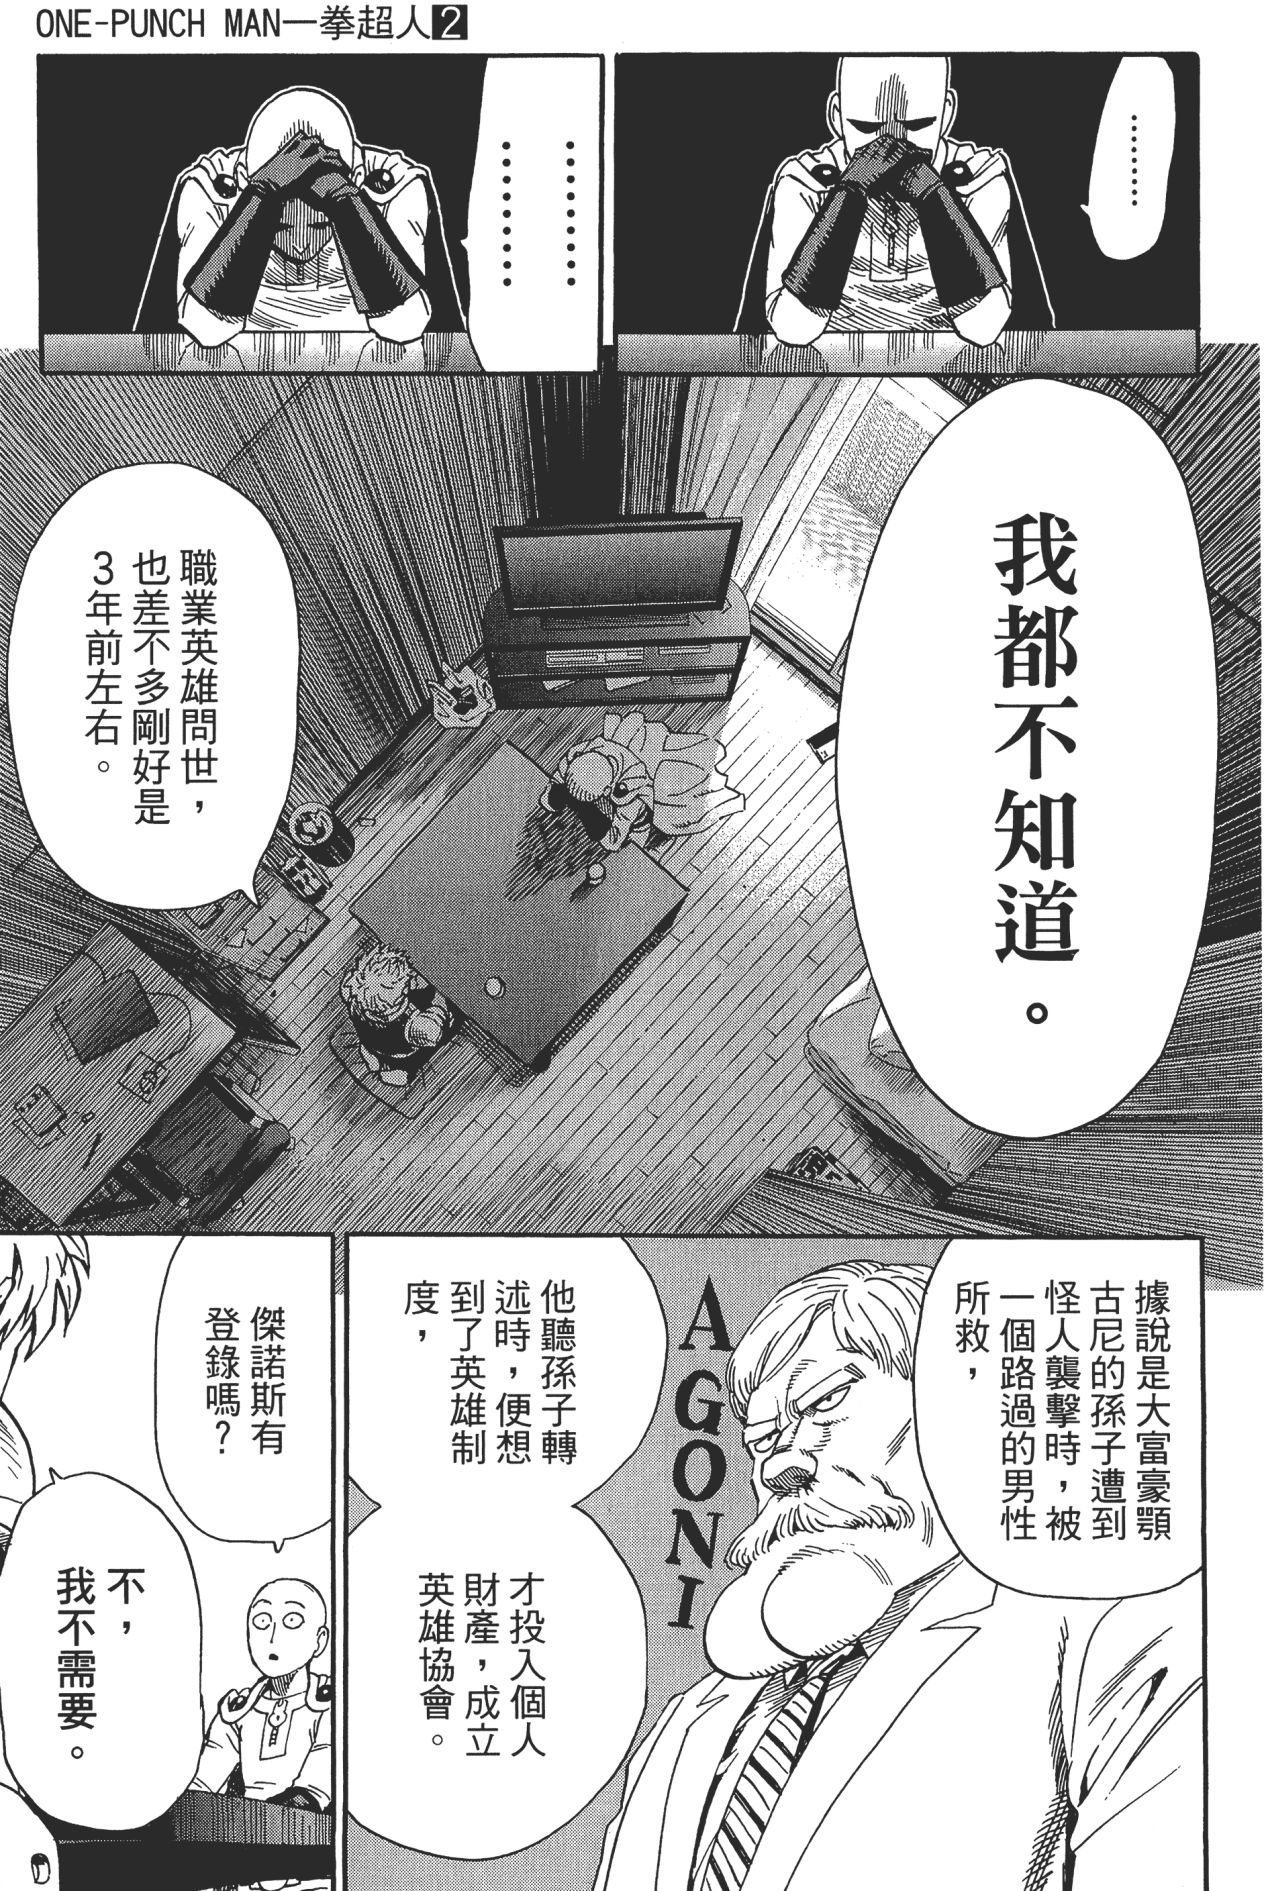 ONE-PUNCH MAN一拳超人2
………
………
………
我都不知道。
職業英雄問世，
也差不多剛好是
3年前左右。
據說是大富豪顎
古尼的孫子遭到
怪人襲擊時，被
一個路過的男性
所救，
AGONI
他聽孫子轉
述時，便想
到了英雄制
度，
才投入個人
財產，成立
英雄協會。
傑諾斯有
登錄嗎？
不，
我不需要。